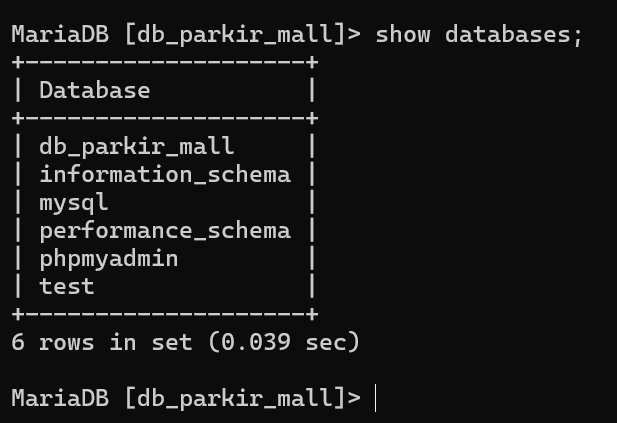 MariaDB [db_parkir_mall]> show databases;
+--------------------+
| Database           |
+--------------------+
| db_parkir_mall     |
| information_schema |
| mysql              |
| performance_schema |
| phpmyadmin         |
| test               |
+--------------------+
6 rows in set (0.039 sec)
MariaDB [db_parkir_mall]>